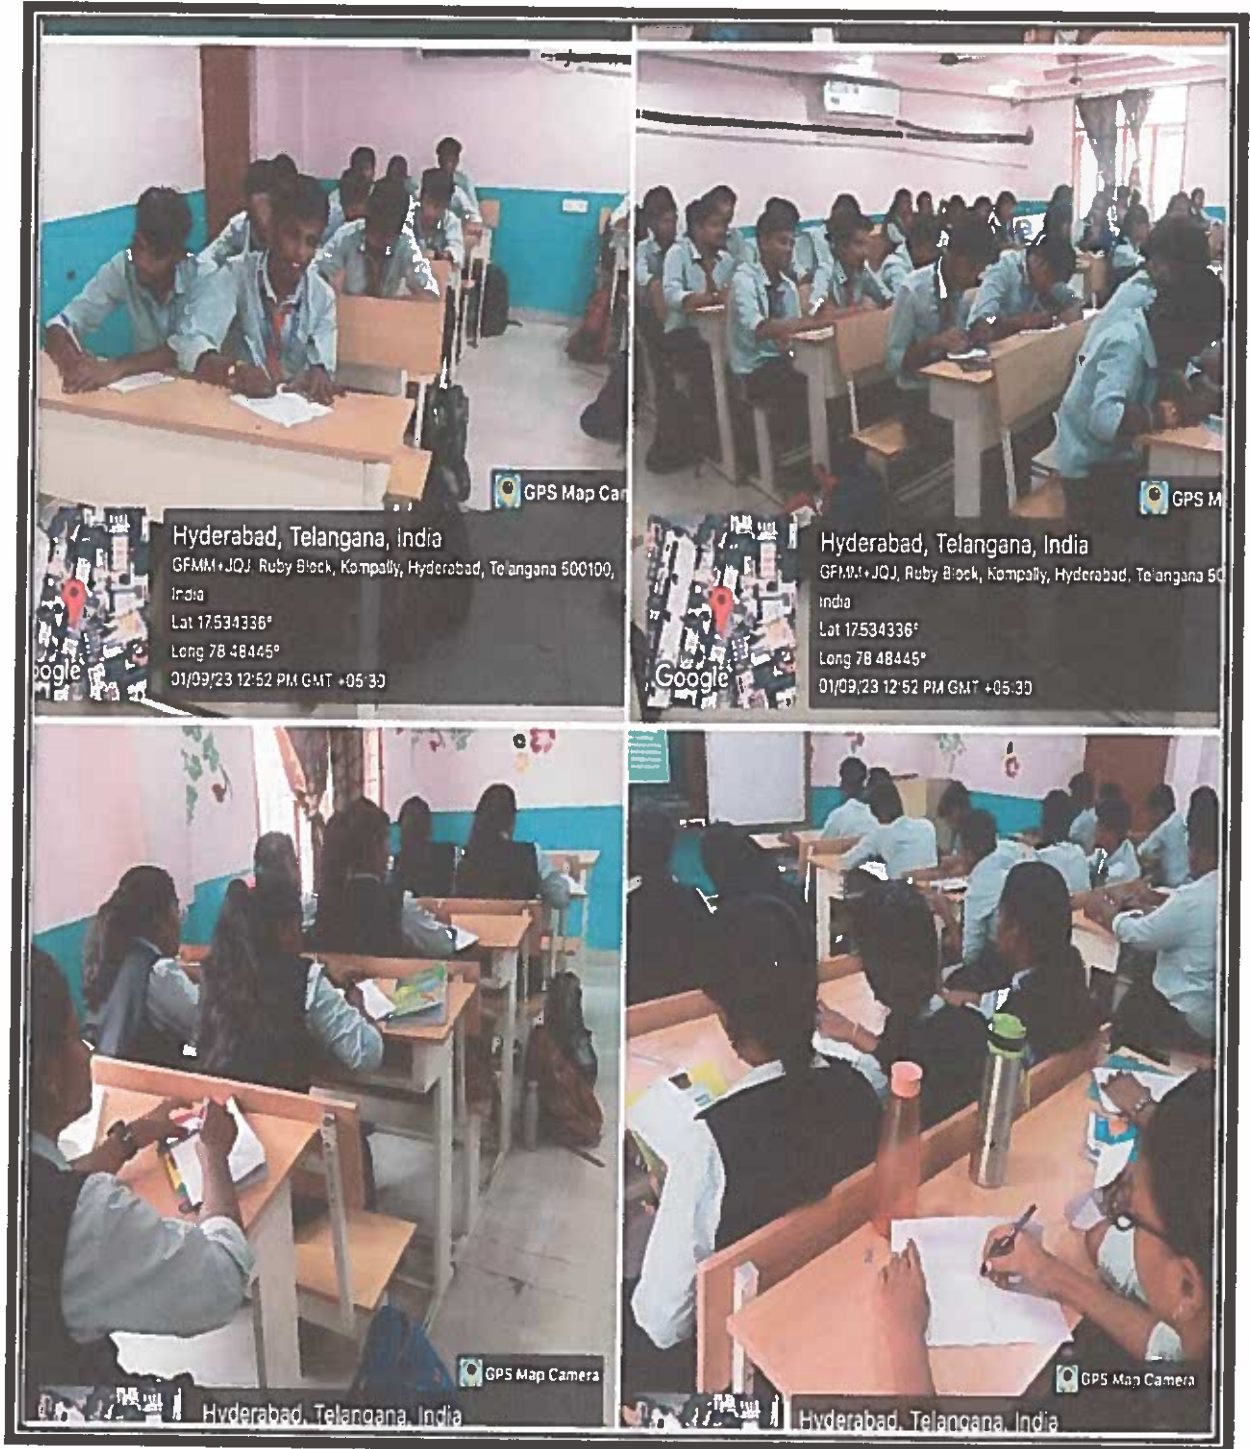 GPS Map Car
Hyderabad, Telangana, India
GFMM+JQJ, Ruby Block, Kompally, Hyderabad, Telangana 500100,
India
Lat 17.534336°
Long 78.48445°
01/09/23 12:52 PM GMT +05:30
oogle
GPS M
Hyderabad, Telangana, India
GFMM+JQJ, Ruby Block, Kompally, Hyderabad, Telangana 50
India
Lat 17.534336°
Long 78.48445°
01/09/23 12:52 PM GMT +05:30
Google
GPS Map Camera
Hyderabad, Telangana, India
GPS Map Camera
Hyderabad, Telangana, India